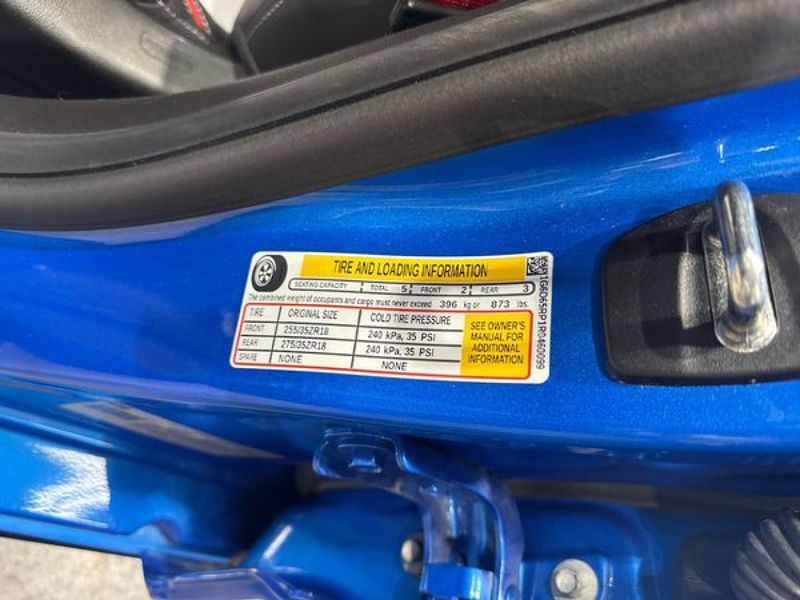 TIRE AND LOADING INFORMATION
SEATING CAPACITY TOTAL 5 FRONT 2 REAR 3
The combined weight of occupants and cargo must never exceed 396 kg or 873 lbs.
TIRE ORIGINAL SIZE COLD TIRE PRESSURE
FRONT 255/35ZR18 240 kPa, 35 PSI
REAR 275/35ZR18 240 kPa, 35 PSI
SPARE NONE NONE
SEE OWNER'S
MANUAL FOR
ADDITIONAL
INFORMATION